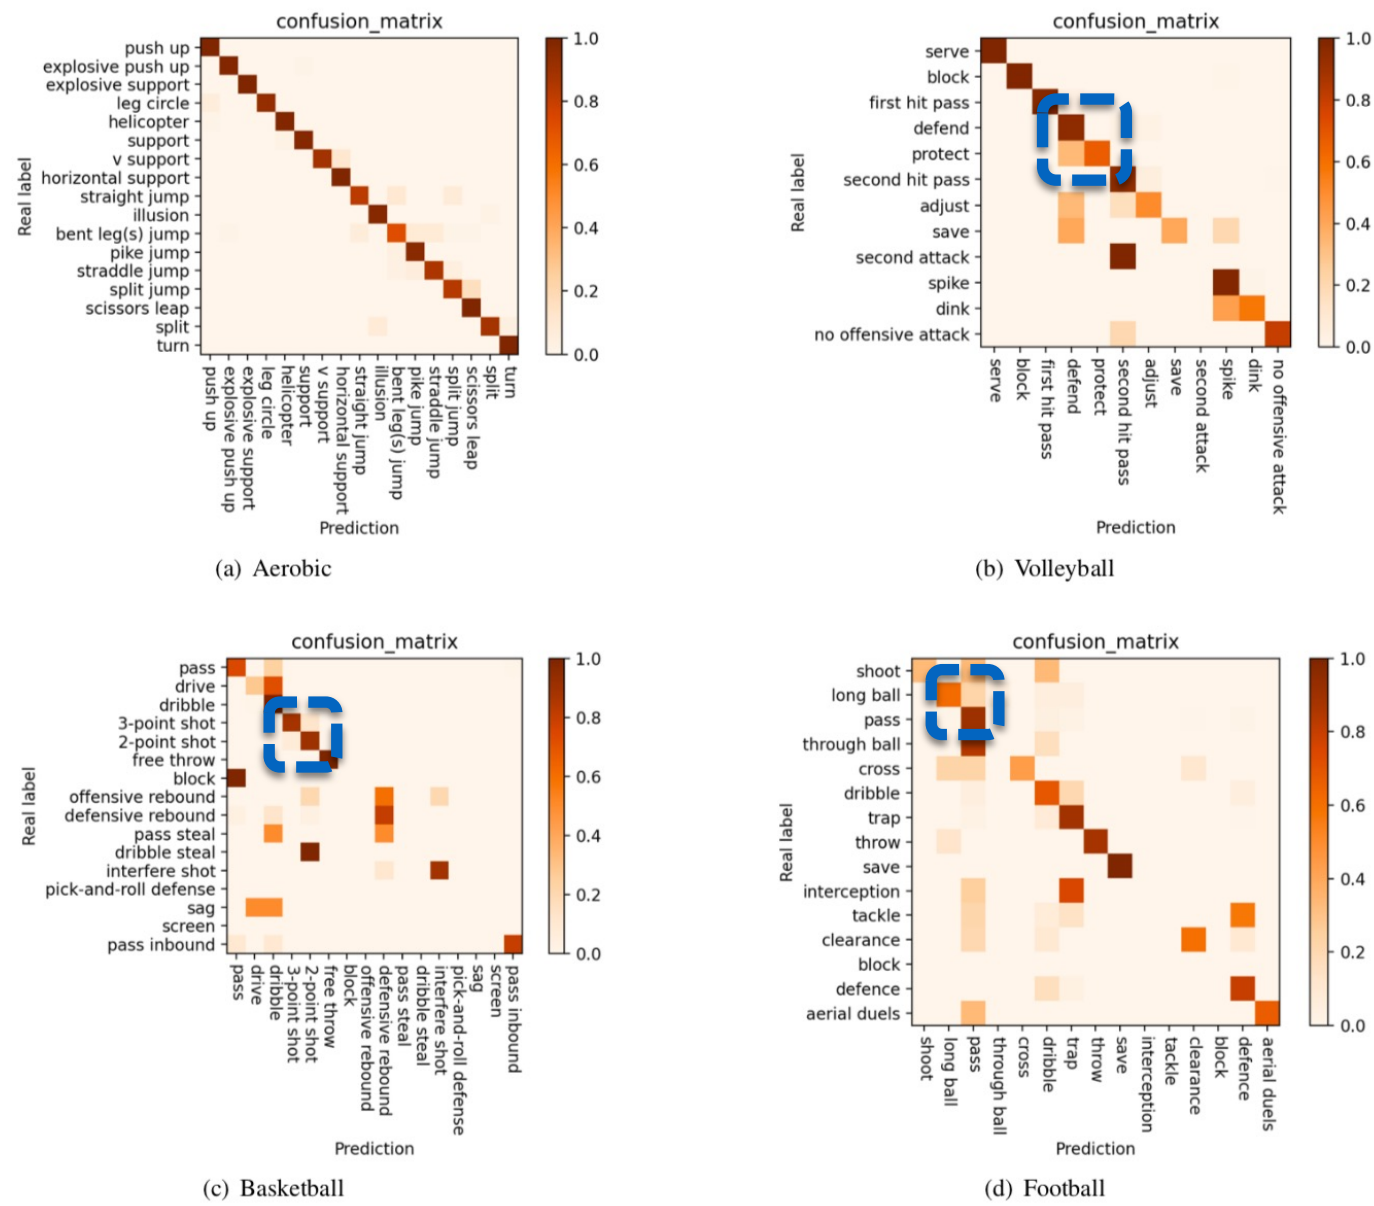 confusion_matrix
Real label
push up
explosive push up
explosive support
leg circle
helicopter
support
v support
horizontal support
straight jump
illusion
bent leg(s) jump
pike jump
straddle jump
split jump
scissors leap
split
turn
1.0
0.8
0.6
0.4
0.2
0.0
push up
explosive push up
explosive support
leg circle
helicopter
support
v support
horizontal support
straight jump
illusion
bent leg(s) jump
pike jump
straddle jump
split jump
scissors leap
split
turn
Prediction
(a) Aerobic
confusion_matrix
Real label
serve
block
first hit pass
defend
protect
second hit pass
adjust
save
second attack
spike
dink
no offensive attack
1.0
0.8
0.6
0.4
0.2
0.0
serve
block
first hit pass
defend
protect
second hit pass
adjust
save
second attack
spike
dink
no offensive attack
Prediction
(b) Volleyball
confusion_matrix
Real label
pass
drive
dribble
3-point shot
2-point shot
free throw
block
offensive rebound
defensive rebound
pass steal
dribble steal
interfere shot
pick-and-roll defense
sag
screen
pass inbound
1.0
0.8
0.6
0.4
0.2
0.0
pass
drive
dribble
3-point shot
2-point shot
free throw
block
offensive rebound
defensive rebound
pass steal
dribble steal
interfere shot
pick-and-roll defense
sag
screen
pass inbound
Prediction
(c) Basketball
confusion_matrix
Real label
shoot
long ball
pass
through ball
cross
dribble
trap
throw
save
interception
tackle
clearance
block
defence
aerial duels
1.0
0.8
0.6
0.4
0.2
0.0
shoot
long ball
pass
through ball
cross
dribble
trap
throw
save
interception
tackle
clearance
block
defence
aerial duels
Prediction
(d) Football